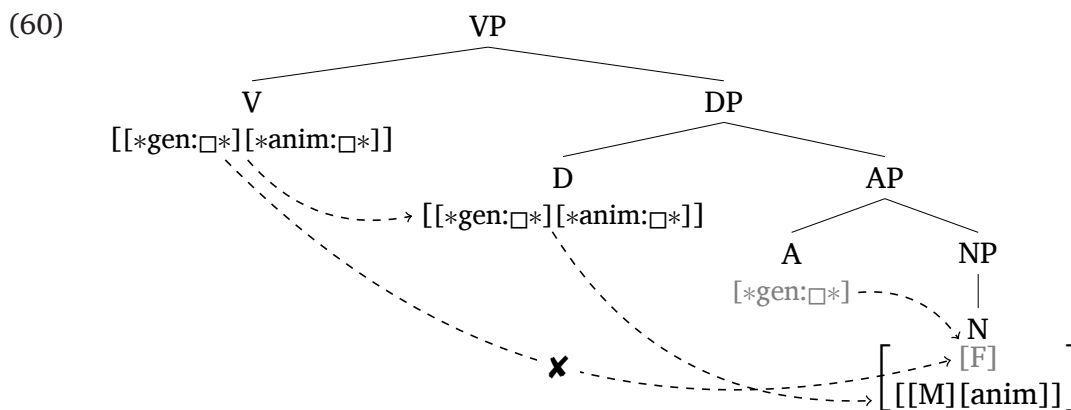 (60)
VP
V
DP
[[∗gen:□∗][∗anim:□∗]]
D
AP
[[∗gen:□∗][∗anim:□∗]]
A
NP
[∗gen:□∗]
N
[F]
✘
[[M][anim]]